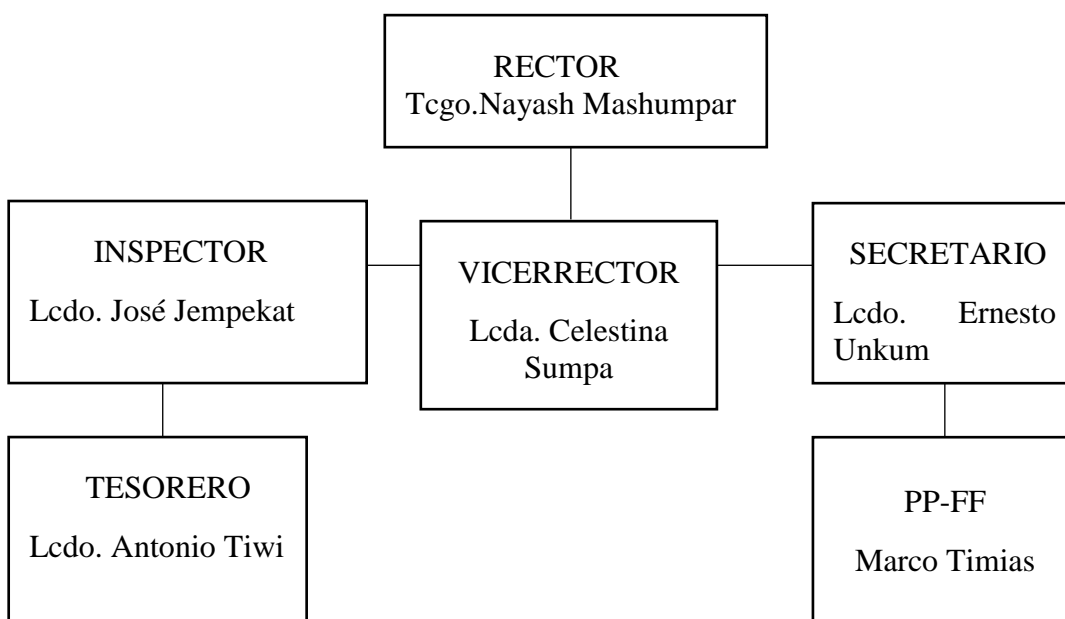 RECTOR
Tcgo.Nayash Mashumpar
INSPECTOR
Lcdo. José Jempekat
VICERRECTOR
Lcda. Celestina
Sumpa
SECRETARIO
Lcdo. Ernesto
Unkum
TESORERO
Lcdo. Antonio Tiwi
PP-FF
Marco Timias